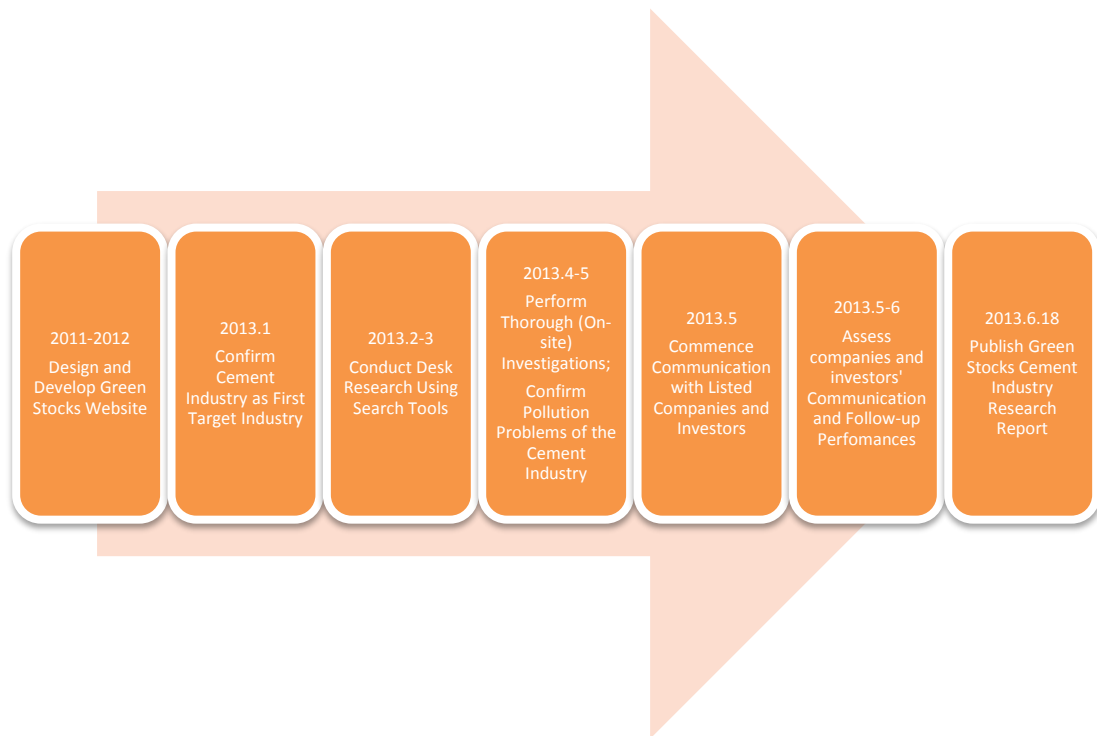 2011-2012
Design and
Develop Green
Stocks Website
2013.1
Confirm
Cement
Industry as First
Target Industry
2013.2-3
Conduct Desk
Research Using
Search Tools
2013.4-5
Perform
Thorough (On-
site)
Investigations;
Confirm
Pollution
Problems of the
Cement
Industry
2013.5
Commence
Communication
with Listed
Companies and
Investors
2013.5-6
Assess
companies and
investors'
Communication
and Follow-up
Perfomances
2013.6.18
Publish Green
Stocks Cement
Industry
Research
Report